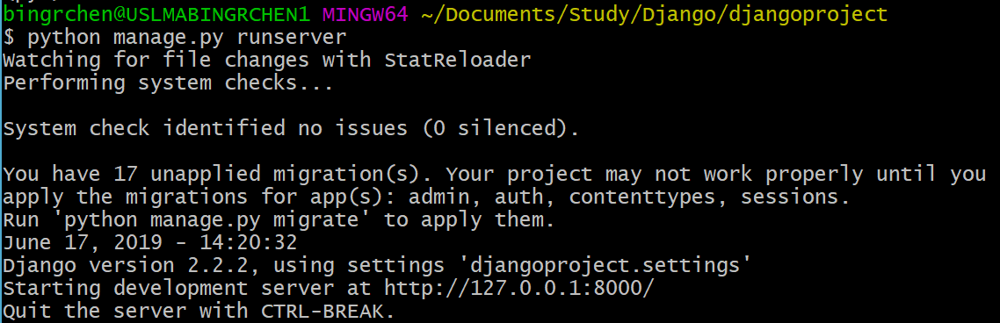 bingrchen@USLMABINGRCHEN1 MINGW64 ~/Documents/Study/Django/djangoproject
$ python manage.py runserver
Watching for file changes with StatReloader
Performing system checks...
System check identified no issues (0 silenced).
You have 17 unapplied migration(s). Your project may not work properly until you
apply the migrations for app(s): admin, auth, contenttypes, sessions.
Run 'python manage.py migrate' to apply them.
June 17, 2019 - 14:20:32
Django version 2.2.2, using settings 'djangoproject.settings'
Starting development server at http://127.0.0.1:8000/
Quit the server with CTRL-BREAK.